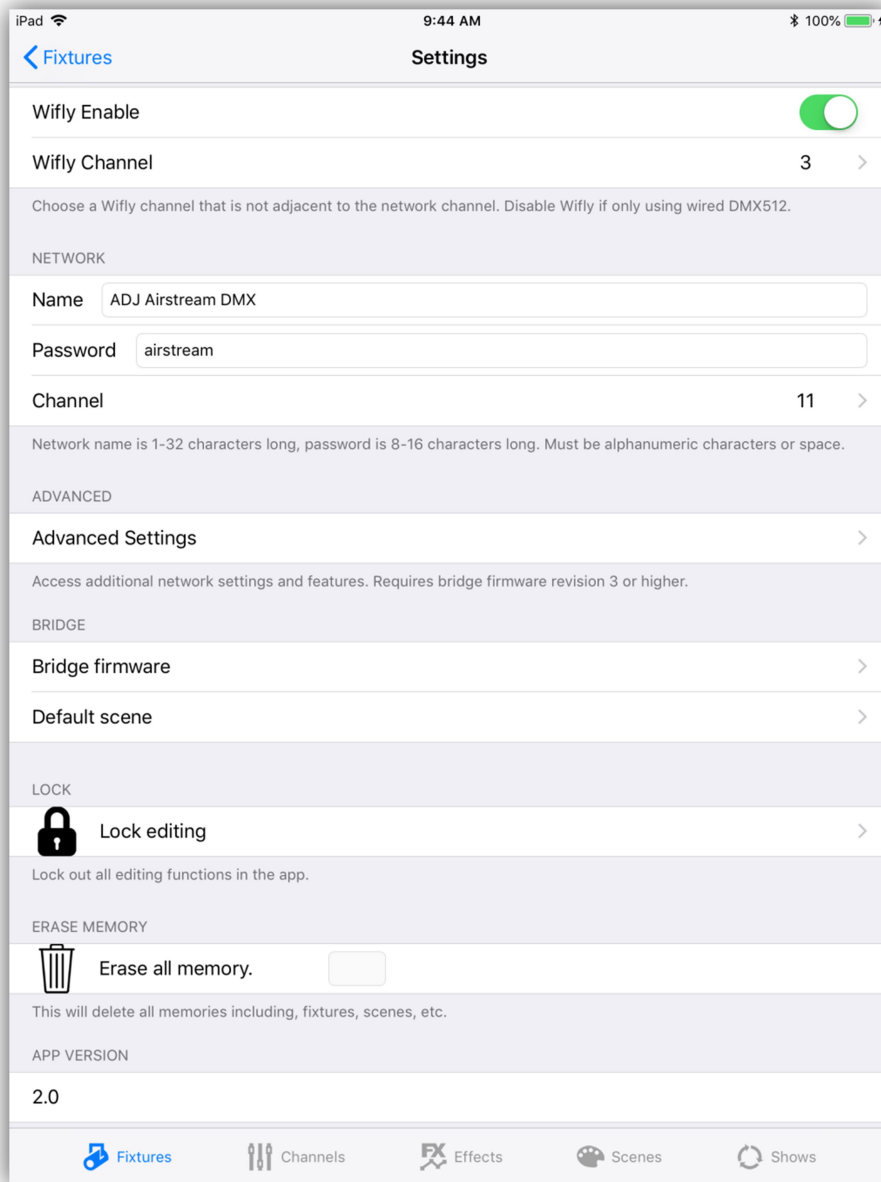 iPad 9:44 AM 100%
Fixtures Settings
Wifly Enable
Wifly Channel 3
Choose a Wifly channel that is not adjacent to the network channel. Disable Wifly if only using wired DMX512.
NETWORK
Name ADJ Airstream DMX
Password airstream
Channel 11
Network name is 1-32 characters long, password is 8-16 characters long. Must be alphanumeric characters or space.
ADVANCED
Advanced Settings
Access additional network settings and features. Requires bridge firmware revision 3 or higher.
BRIDGE
Bridge firmware
Default scene
LOCK
Lock editing
Lock out all editing functions in the app.
ERASE MEMORY
Erase all memory.
This will delete all memories including, fixtures, scenes, etc.
APP VERSION
2.0
Fixtures Channels FX Effects Scenes Shows